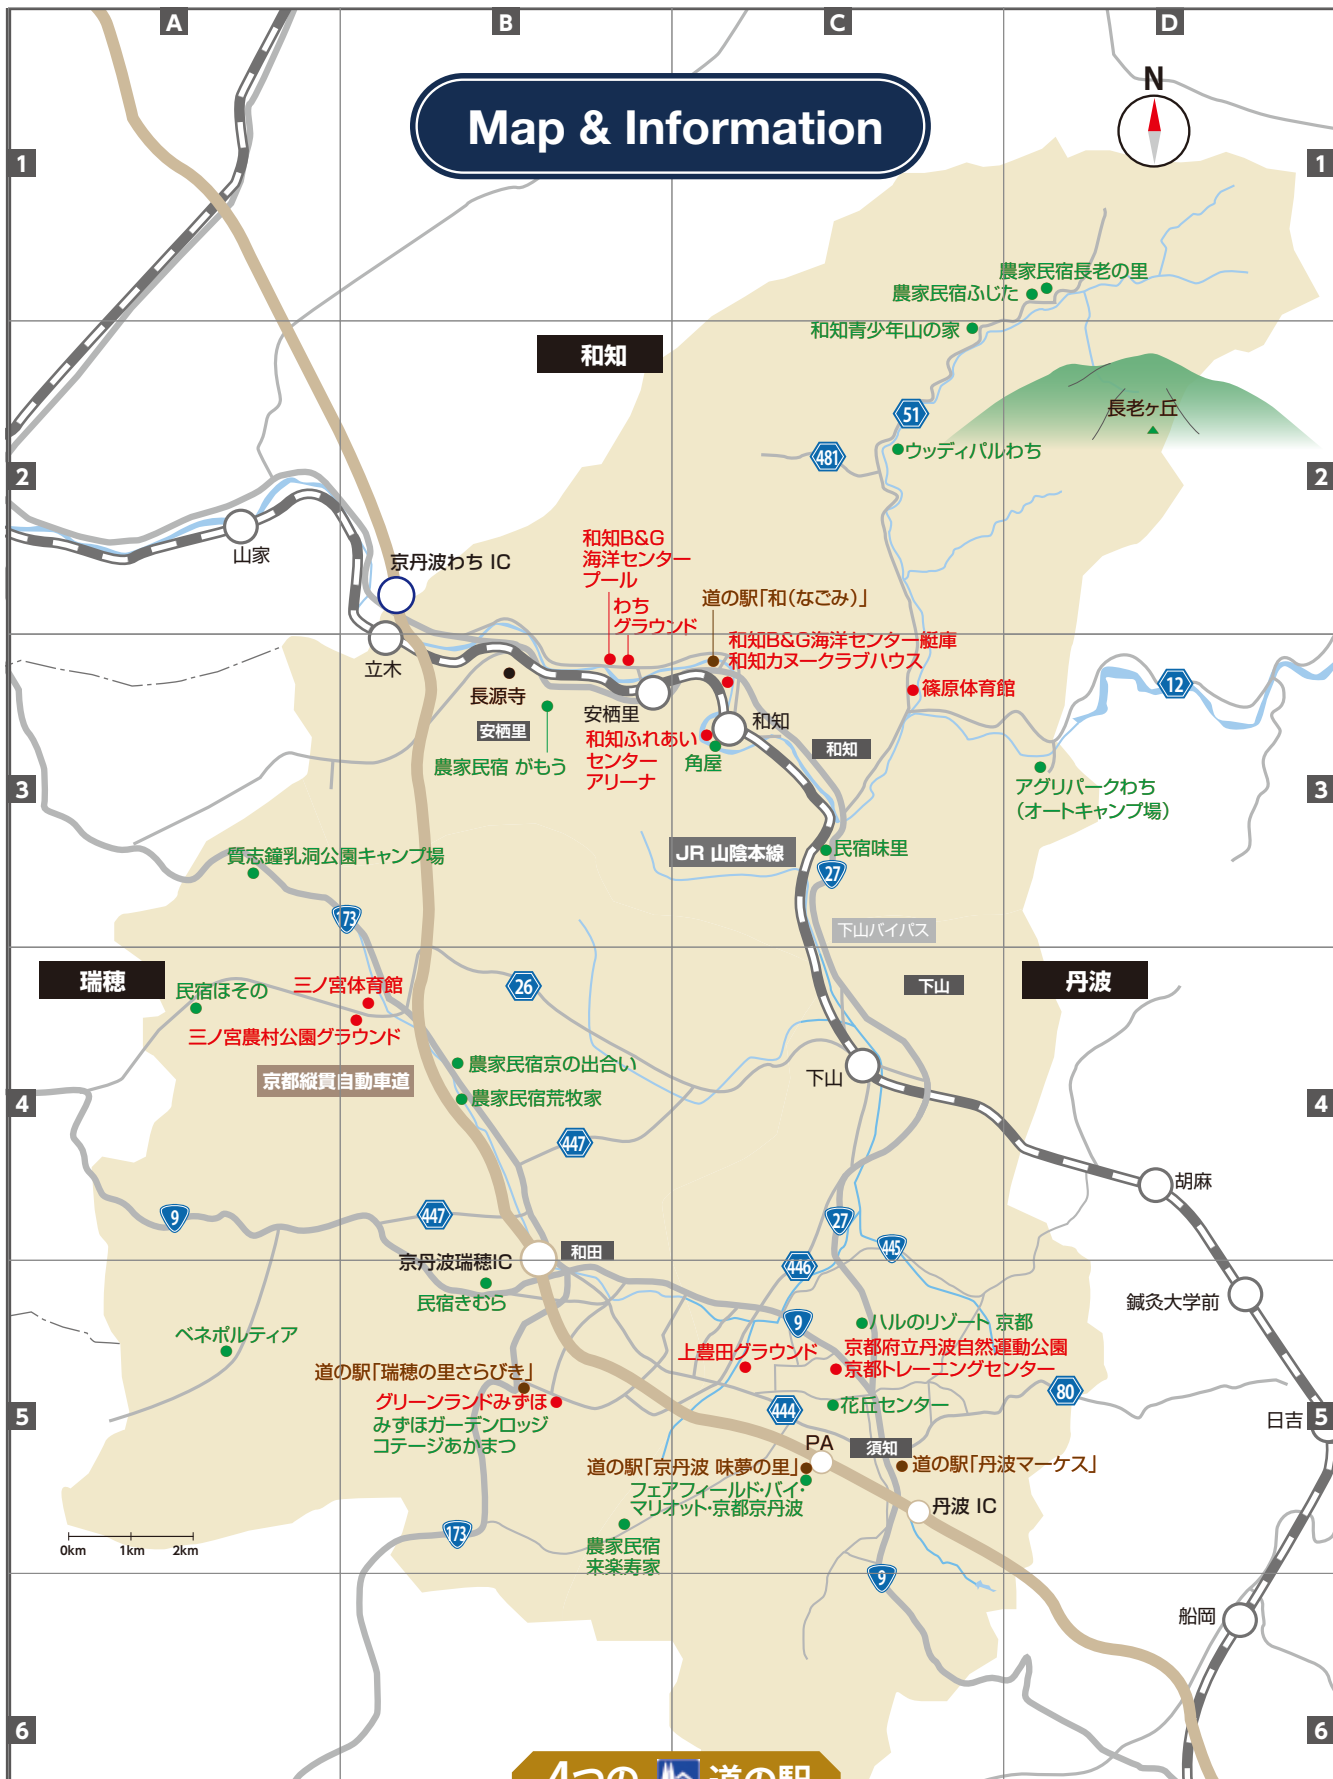 A
B
C
D
Map & Information
N
1
1
農家民宿長老の里
農家民宿ふじた
和知青少年山の家
和知
長老ヶ丘
51
481
ウッディパルわち
2
2
山家
京丹波わち IC
和知B&G
海洋センター
プール
わち
グラウンド
道の駅「和(なごみ)」
和知B&G海洋センター艇庫
和知カヌークラブハウス
立木
長源寺
安栖里
安栖里
和知
篠原体育館
12
和知ふれあい
センター
アリーナ
角屋
和知
農家民宿 がもう
アグリパークわち
(オートキャンプ場)
3
3
JR 山陰本線
民宿味里
27
質志鐘乳洞公園キャンプ場
173
下山バイパス
瑞穂
民宿ほその
三ノ宮体育館
三ノ宮農村公園グラウンド
26
下山
丹波
京都縦貫自動車道
農家民宿京の出合い
農家民宿荒牧家
下山
4
4
447
9
447
胡麻
27
445
和田
京丹波瑞穂IC
446
民宿きむら
鍼灸大学前
ベネポルティア
9
ハルのリゾート 京都
上豊田グラウンド
京都府立丹波自然運動公園
京都トレーニングセンター
道の駅「瑞穂の里さらびき」
グリーンランドみずほ
みずほガーデンロッジ
コテージあかまつ
444
花丘センター
80
5
日吉
5
PA
須知
道の駅「京丹波 味夢の里」
道の駅「丹波マーケス」
フェアフィールド・バイ・
マリオット・京都京丹波
丹波 IC
173
農家民宿
来楽寿家
0km
1km
2km
9
船岡
6
6
4つの 道の駅